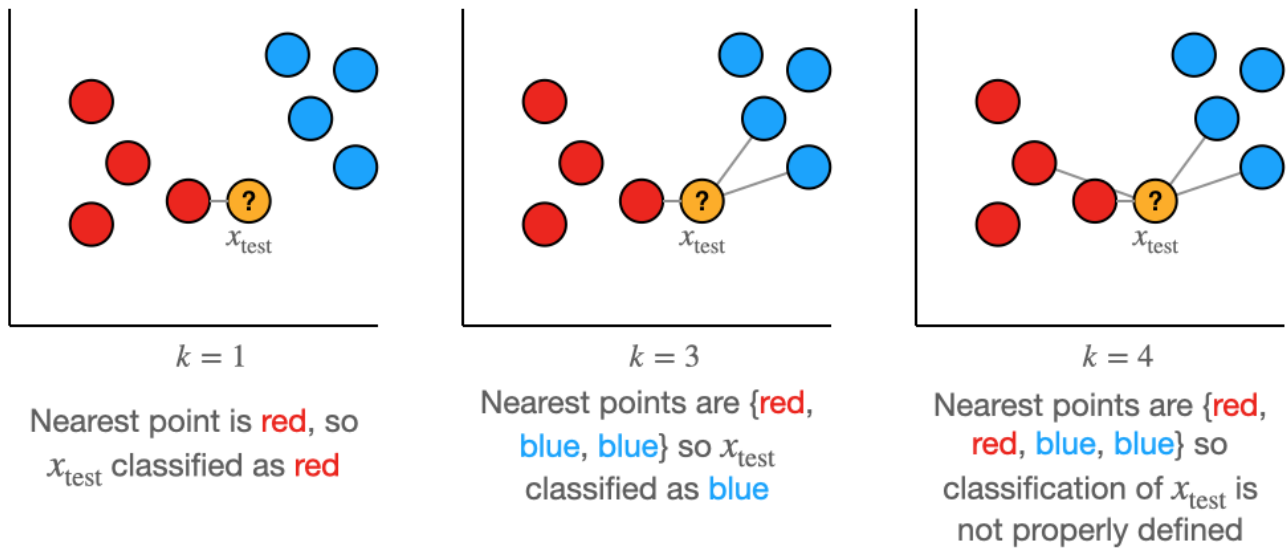 ?
x_test
k = 1
Nearest point is red, so
x_test classified as red
?
x_test
k = 3
Nearest points are {red,
blue, blue} so x_test
classified as blue
?
x_test
k = 4
Nearest points are {red,
red, blue, blue} so
classification of x_test is
not properly defined